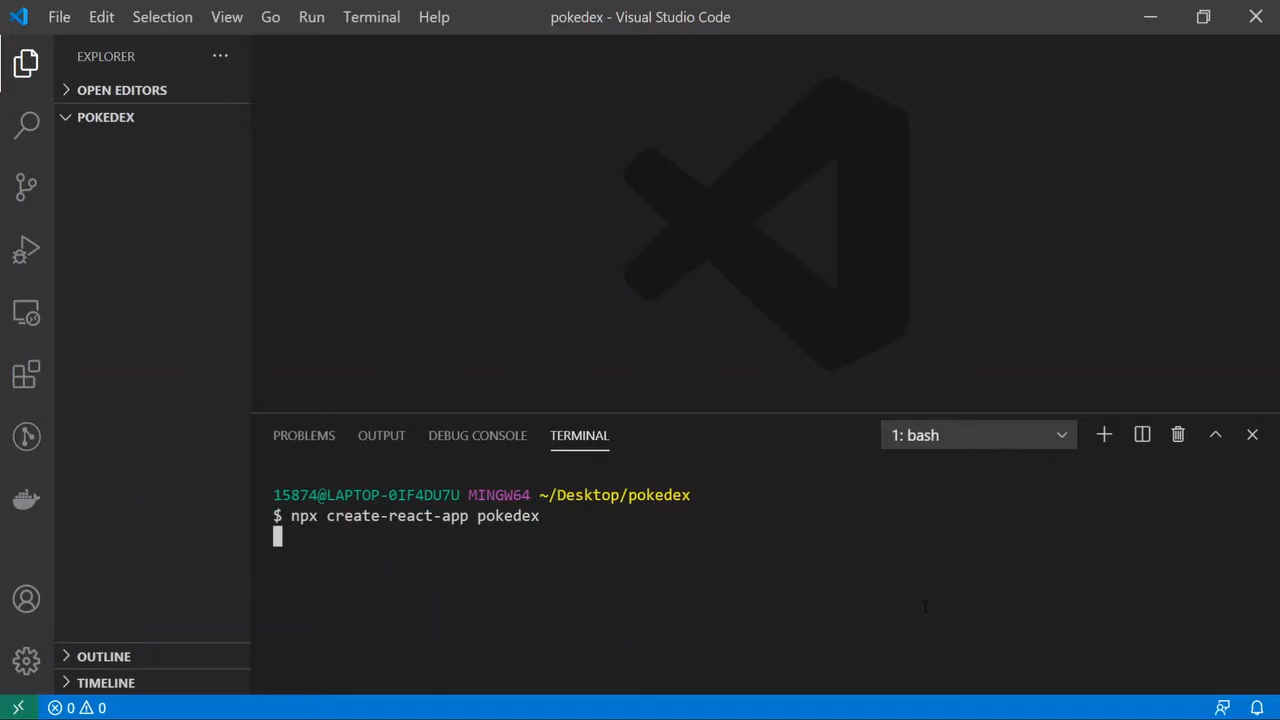 File Edit Selection View Go Run Terminal Help pokedex - Visual Studio Code
EXPLORER
OPEN EDITORS
POKEDEX
PROBLEMS OUTPUT DEBUG CONSOLE TERMINAL 1: bash
15874@LAPTOP-0IF4DU7U MINGW64 ~/Desktop/pokedex
$ npx create-react-app pokedex
OUTLINE
TIMELINE
0 0